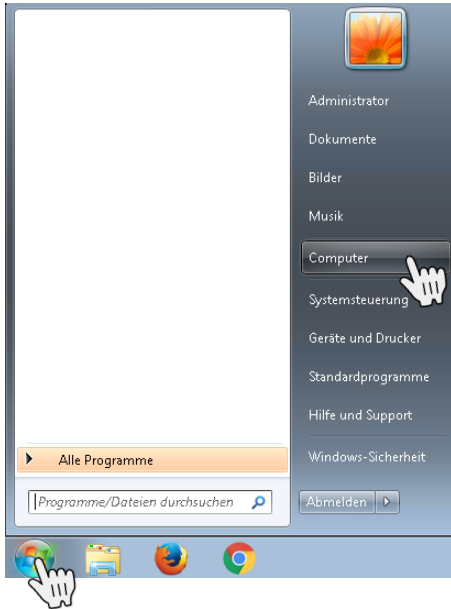 Administrator
Dokumente
Bilder
Musik
Computer
Systemsteuerung
Geräte und Drucker
Standardprogramme
Hilfe und Support
Windows-Sicherheit
Alle Programme
Programme/Dateien durchsuchen
Abmelden